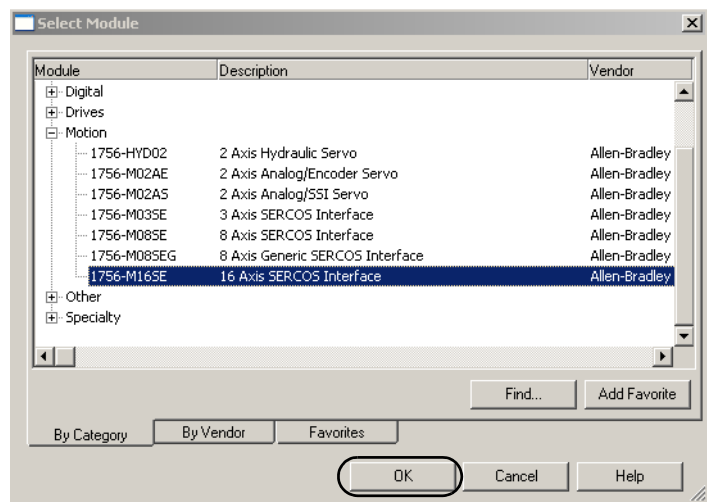 Select Module
Module Description Vendor
Digital
Drives
Motion
1756-HYD02 2 Axis Hydraulic Servo Allen-Bradley
1756-M02AE 2 Axis Analog/Encoder Servo Allen-Bradley
1756-M02AS 2 Axis Analog/SSI Servo Allen-Bradley
1756-M03SE 3 Axis SERCOS Interface Allen-Bradley
1756-M08SE 8 Axis SERCOS Interface Allen-Bradley
1756-M08SEG 8 Axis Generic SERCOS Interface Allen-Bradley
1756-M16SE 16 Axis SERCOS Interface Allen-Bradley
Other
Specialty
Find... Add Favorite
By Category By Vendor Favorites
OK Cancel Help